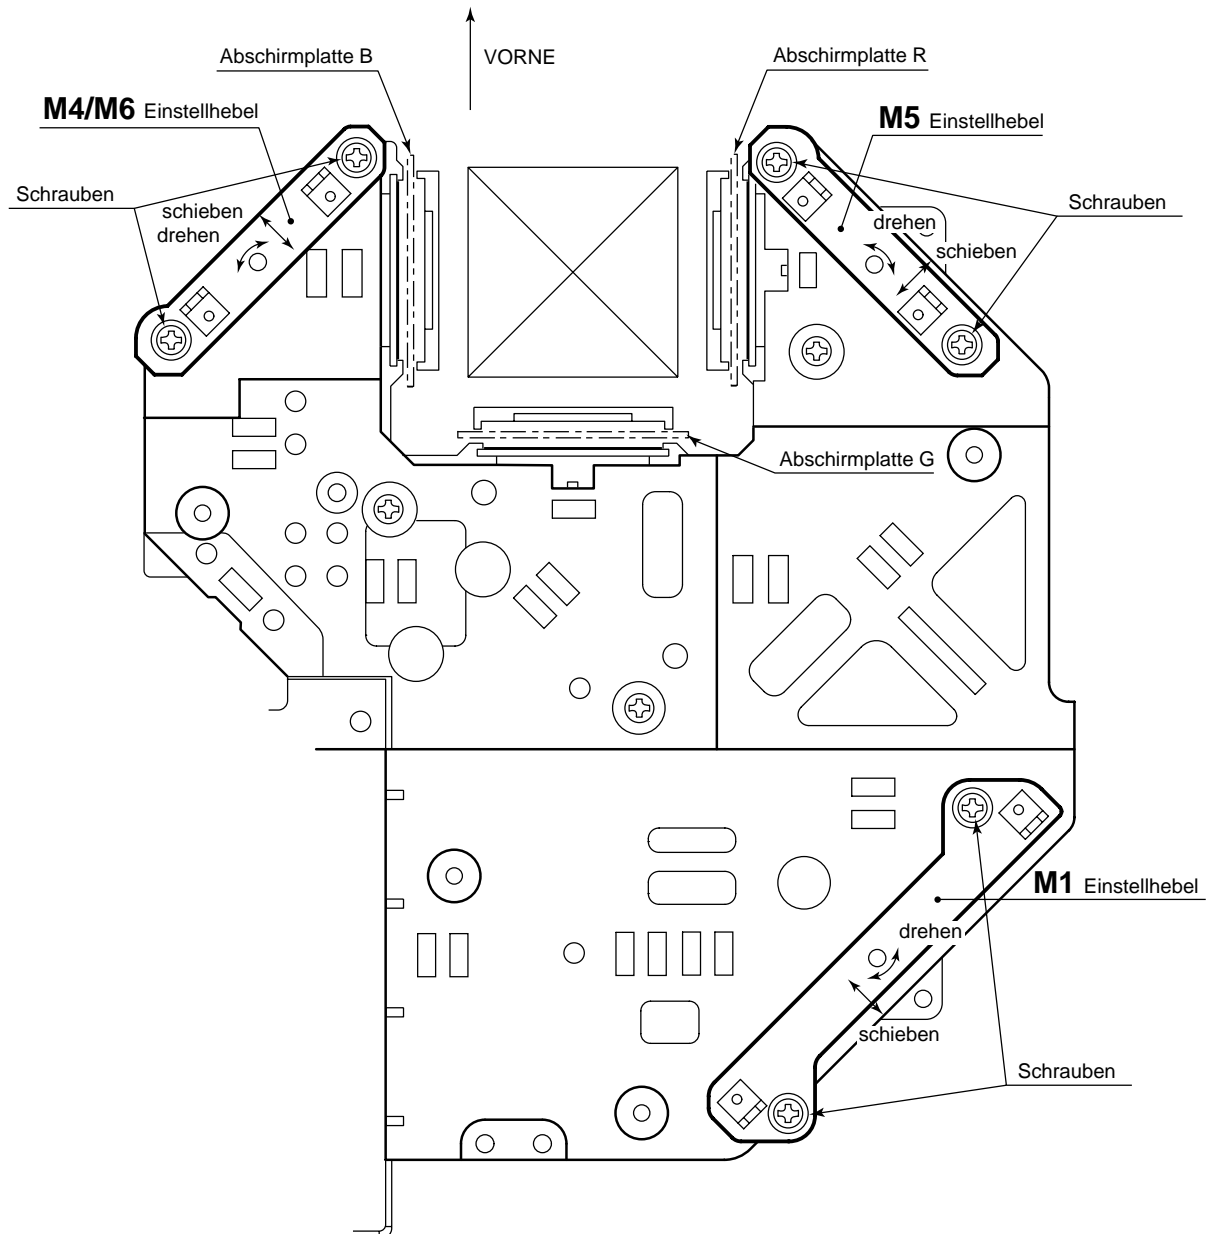 Abschirmplatte B
VORNE
Abschirmplatte R
M4/M6 Einstellhebel
M5 Einstellhebel
Schrauben
schieben
drehen
drehen
schieben
Schrauben
Abschirmplatte G
M1 Einstellhebel
drehen
schieben
Schrauben